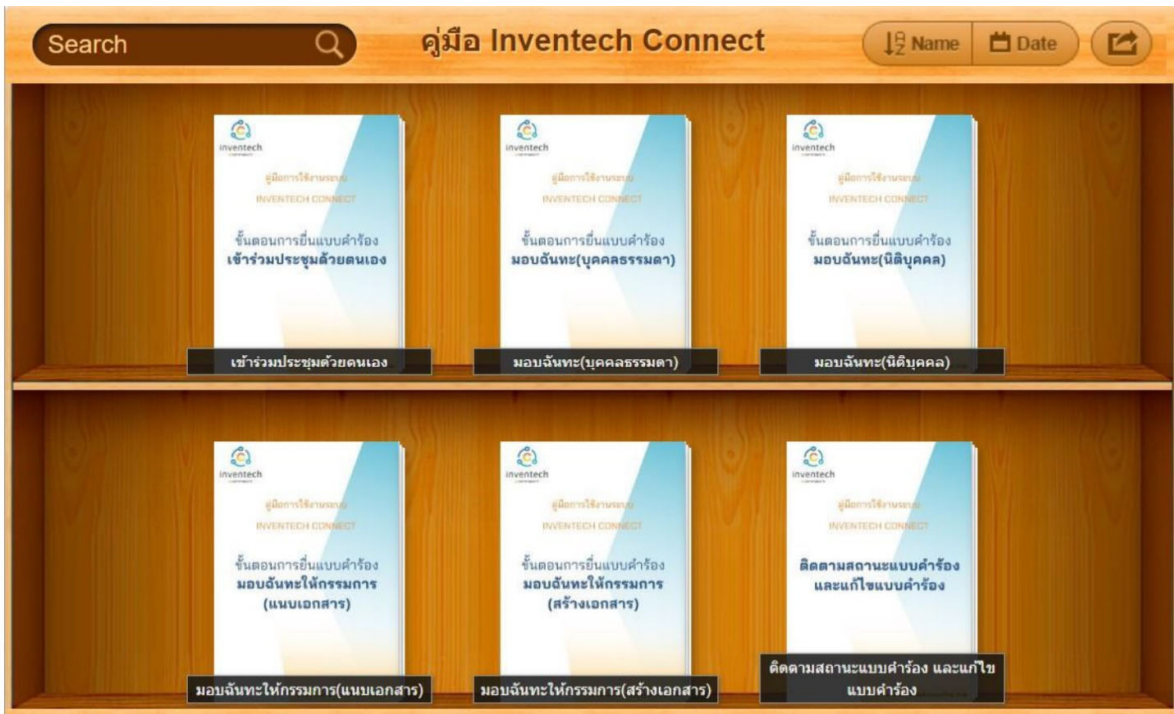 Search
คู่มือ Inventech Connect
Name
Date
inventech
คู่มือการใช้งานระบบ
INVENTECH CONNECT
ขั้นตอนการยื่นแบบคำร้อง
เข้าร่วมประชุมด้วยตนเอง
เข้าร่วมประชุมด้วยตนเอง
inventech
คู่มือการใช้งานระบบ
INVENTECH CONNECT
ขั้นตอนการยื่นแบบคำร้อง
มอบฉันทะ(บุคคลธรรมดา)
มอบฉันทะ(บุคคลธรรมดา)
inventech
คู่มือการใช้งานระบบ
INVENTECH CONNECT
ขั้นตอนการยื่นแบบคำร้อง
มอบฉันทะ(นิติบุคคล)
มอบฉันทะ(นิติบุคคล)
inventech
คู่มือการใช้งานระบบ
INVENTECH CONNECT
ขั้นตอนการยื่นแบบคำร้อง
มอบฉันทะให้กรรมการ
(แนบเอกสาร)
มอบฉันทะให้กรรมการ(แนบเอกสาร)
inventech
คู่มือการใช้งานระบบ
INVENTECH CONNECT
ขั้นตอนการยื่นแบบคำร้อง
มอบฉันทะให้กรรมการ
(สร้างเอกสาร)
มอบฉันทะให้กรรมการ(สร้างเอกสาร)
inventech
คู่มือการใช้งานระบบ
INVENTECH CONNECT
ติดตามสถานะแบบคำร้อง
และแก้ไขแบบคำร้อง
ติดตามสถานะแบบคำร้อง และแก้ไข
แบบคำร้อง